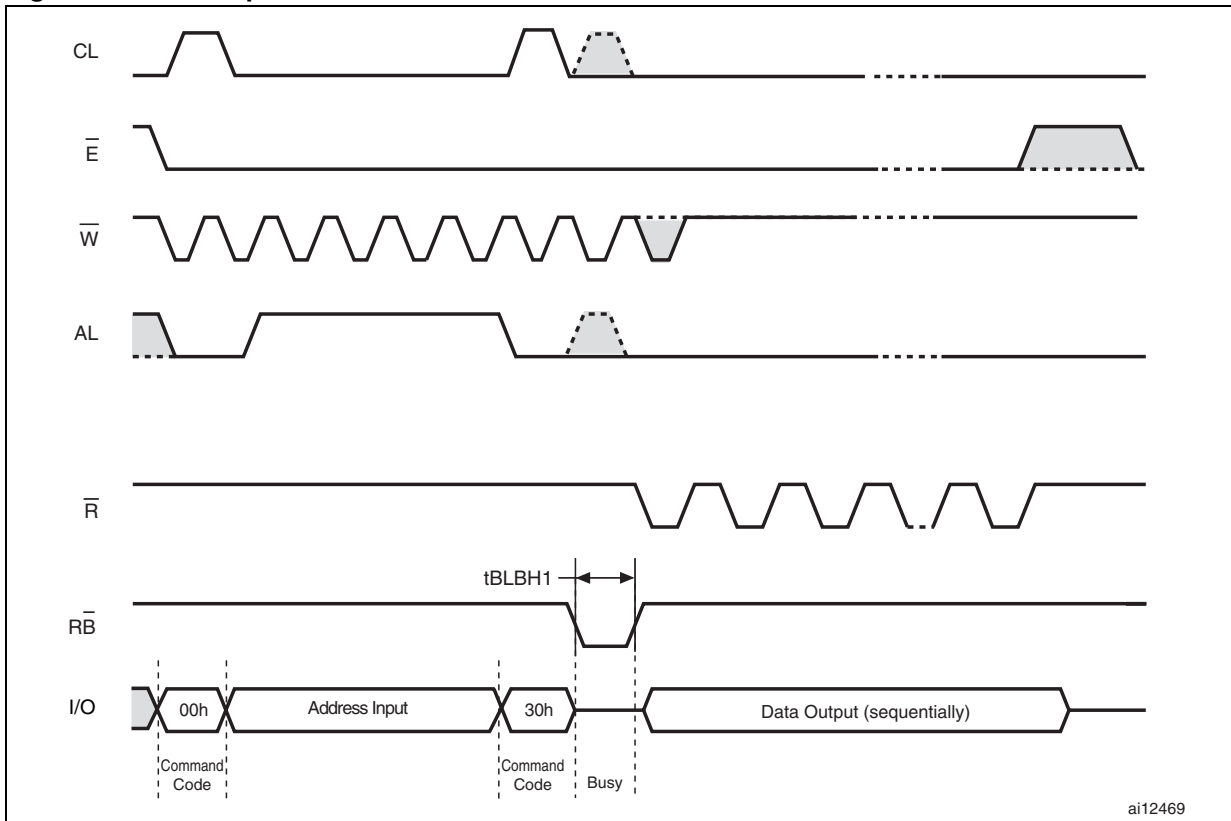 CL
E̅
W̅
AL
R̅
tBLBH1
RB̅
I/O
00h
Address Input
30h
Data Output (sequentially)
Command
Code
Command
Code
Busy
ai12469